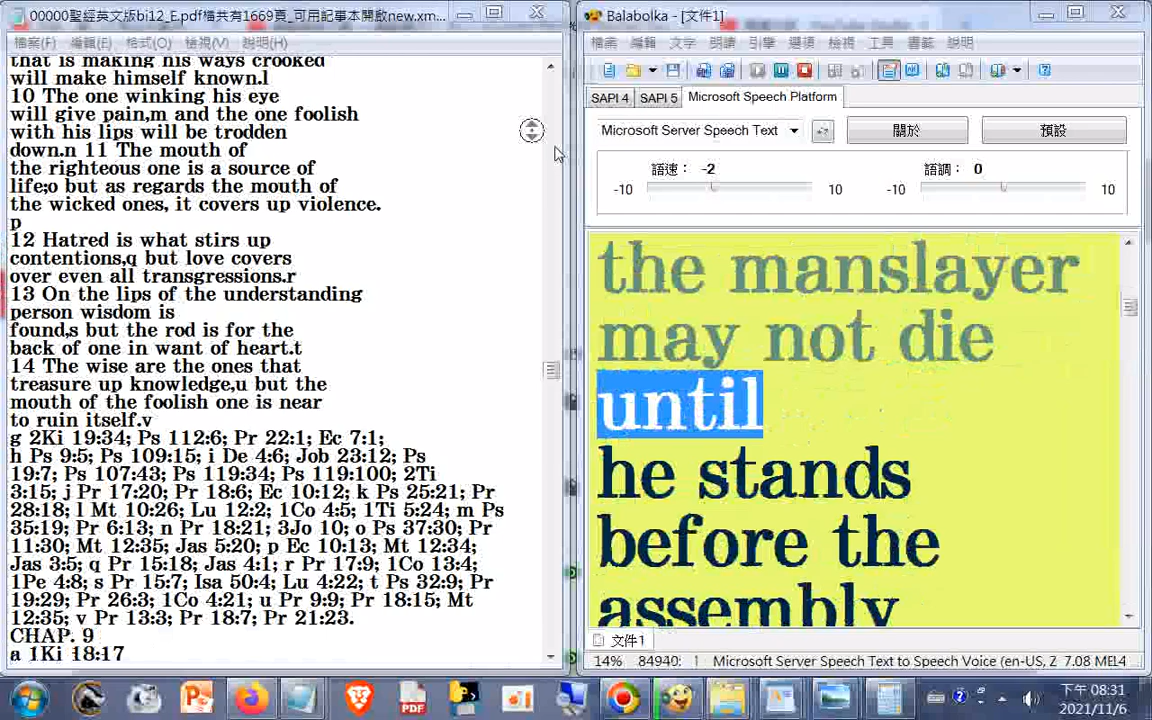 00000聖經英文版bi12_E.pdf檔共有1669頁_可用記事本開啟new.xm...
檔案(F) 編輯(E) 格式(O) 檢視(V) 說明(H)
that is making his ways crooked
will make himself known.l
10 The one winking his eye
will give pain,m and the one foolish
with his lips will be trodden
down.n 11 The mouth of
the righteous one is a source of
life;o but as regards the mouth of
the wicked ones, it covers up violence.
p
12 Hatred is what stirs up
contentions,q but love covers
over even all transgressions.r
13 On the lips of the understanding
person wisdom is
found,s but the rod is for the
back of one in want of heart.t
14 The wise are the ones that
treasure up knowledge,u but the
mouth of the foolish one is near
to ruin itself.v
g 2Ki 19:34; Ps 112:6; Pr 22:1; Ec 7:1;
h Ps 9:5; Ps 109:15; i De 4:6; Job 23:12; Ps
19:7; Ps 107:43; Ps 119:34; Ps 119:100; 2Ti
3:15; j Pr 17:20; Pr 18:6; Ec 10:12; k Ps 25:21; Pr
28:18; l Mt 10:26; Lu 12:2; 1Co 4:5; 1Ti 5:24; m Ps
35:19; Pr 6:13; n Pr 18:21; 3Jo 10; o Ps 37:30; Pr
11:30; Mt 12:35; Jas 5:20; p Ec 10:13; Mt 12:34;
Jas 3:5; q Pr 15:18; Jas 4:1; r Pr 17:9; 1Co 13:4;
1Pe 4:8; s Pr 15:7; Isa 50:4; Lu 4:22; t Ps 32:9; Pr
19:29; Pr 26:3; 1Co 4:21; u Pr 9:9; Pr 18:15; Mt
12:35; v Pr 13:3; Pr 18:7; Pr 21:23.
CHAP. 9
a 1Ki 18:17
Balabolka - [文件1]
檔案 編輯 文字 朗讀 引擎 選項 檢視 工具 書籤 說明
SAPI 4 SAPI 5 Microsoft Speech Platform
Microsoft Server Speech Text 關於 預設
語速： -2 語調： 0
-10 10 -10 10
the manslayer
may not die
until
he stands
before the
assembly
文件1
14% 84940: Microsoft Server Speech Text to Speech Voice (en-US, Z 7.08 MEL4
PDF
下午 08:31
2021/11/6